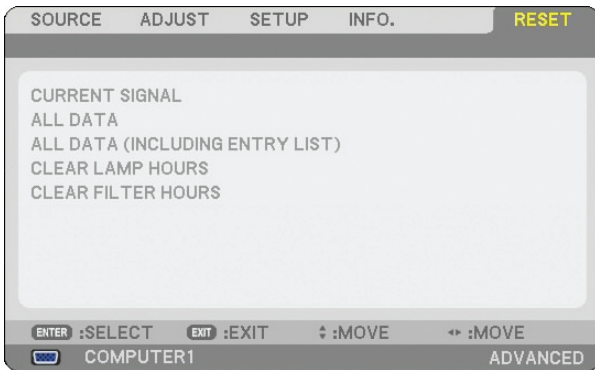 SOURCE ADJUST SETUP INFO. RESET
CURRENT SIGNAL
ALL DATA
ALL DATA (INCLUDING ENTRY LIST)
CLEAR LAMP HOURS
CLEAR FILTER HOURS
ENTER :SELECT EXIT :EXIT :MOVE :MOVE
COMPUTER1 ADVANCED